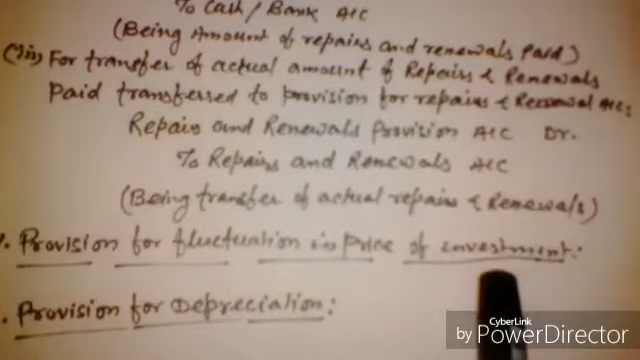 To Cash/Bank A/C
(Being Amount of repairs and renewals Paid)
(iii) For transfer of actual amount of Repairs & Renewals
Paid transferred to provision for repairs & Renewal A/C:
Repairs and Renewals Provision A/C Dr.
To Repairs and Renewals A/C
(Being transfer of actual repairs & Renewals)
Provision for fluctuation in price of investment:
Provision for Depreciation:
CyberLink
by PowerDirector